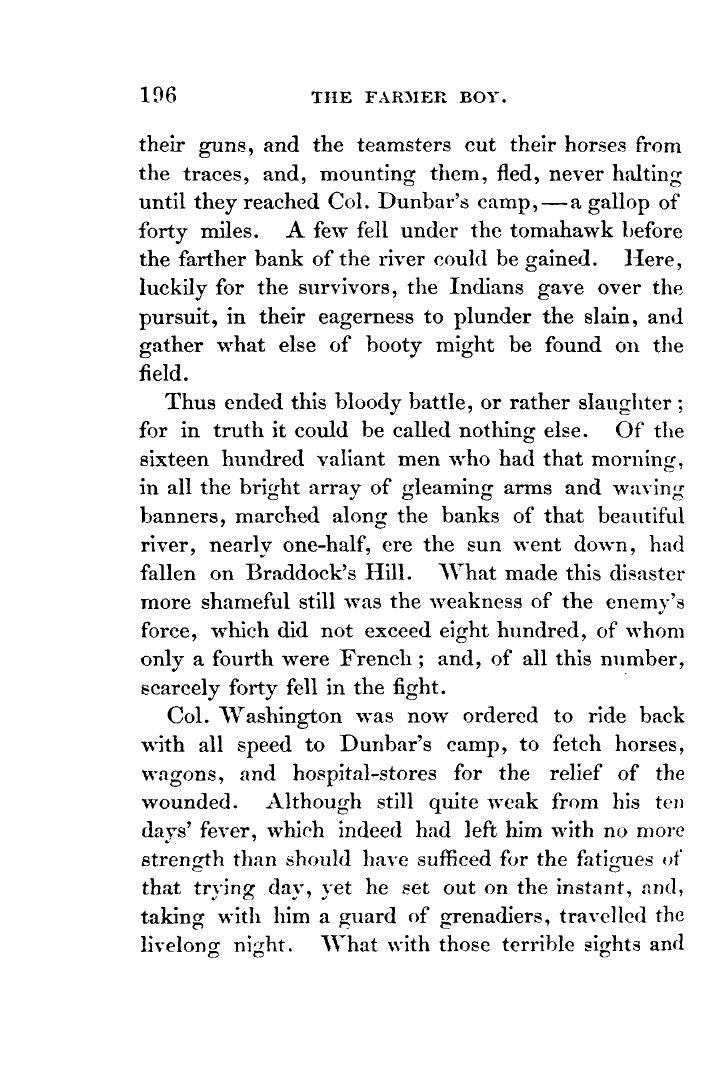 196 THE FARMER BOY.
their guns, and the teamsters cut their horses from
the traces, and, mounting them, fled, never halting
until they reached Col. Dunbar's camp,—a gallop of
forty miles. A few fell under the tomahawk before
the farther bank of the river could be gained. Here,
luckily for the survivors, the Indians gave over the
pursuit, in their eagerness to plunder the slain, and
gather what else of booty might be found on the
field.
Thus ended this bloody battle, or rather slaughter;
for in truth it could be called nothing else. Of the
sixteen hundred valiant men who had that morning,
in all the bright array of gleaming arms and waving
banners, marched along the banks of that beautiful
river, nearly one-half, ere the sun went down, had
fallen on Braddock's Hill. What made this disaster
more shameful still was the weakness of the enemy's
force, which did not exceed eight hundred, of whom
only a fourth were French; and, of all this number,
scarcely forty fell in the fight.
Col. Washington was now ordered to ride back
with all speed to Dunbar's camp, to fetch horses,
wagons, and hospital-stores for the relief of the
wounded. Although still quite weak from his ten
days' fever, which indeed had left him with no more
strength than should have sufficed for the fatigues of
that trying day, yet he set out on the instant, and,
taking with him a guard of grenadiers, travelled the
livelong night. What with those terrible sights and